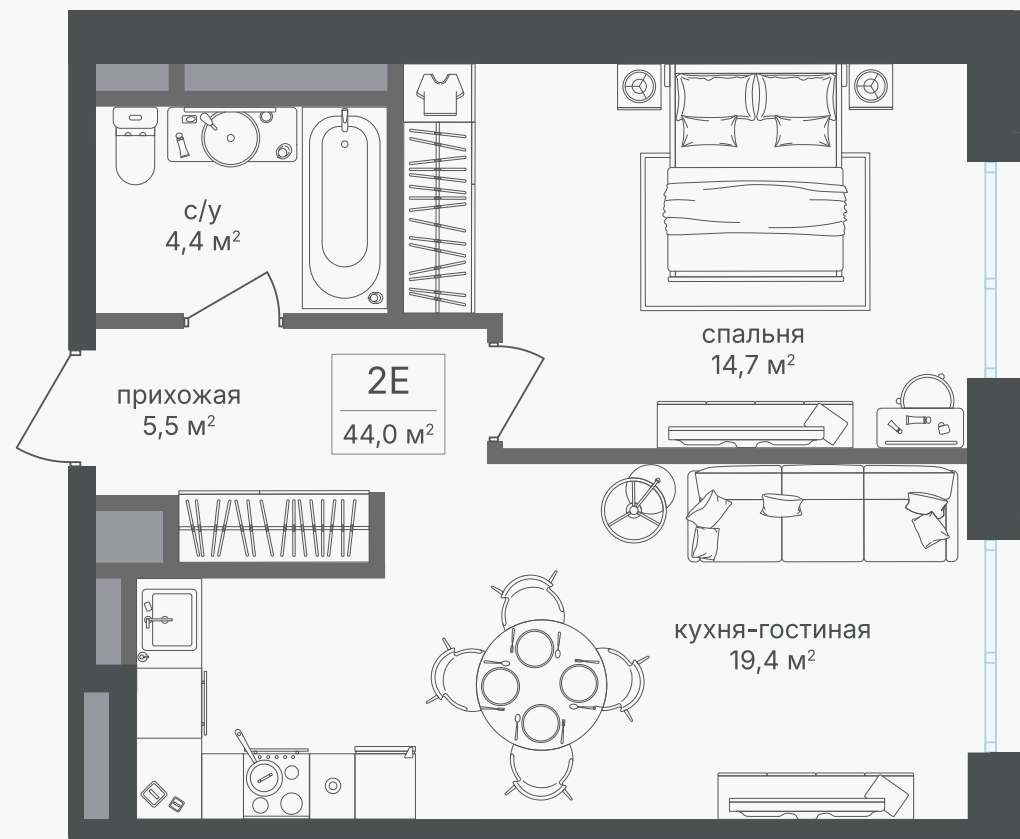 с/у
4,4 м²
спальня
14,7 м²
прихожая
5,5 м²
2Е
44,0 м²
кухня-гостиная
19,4 м²